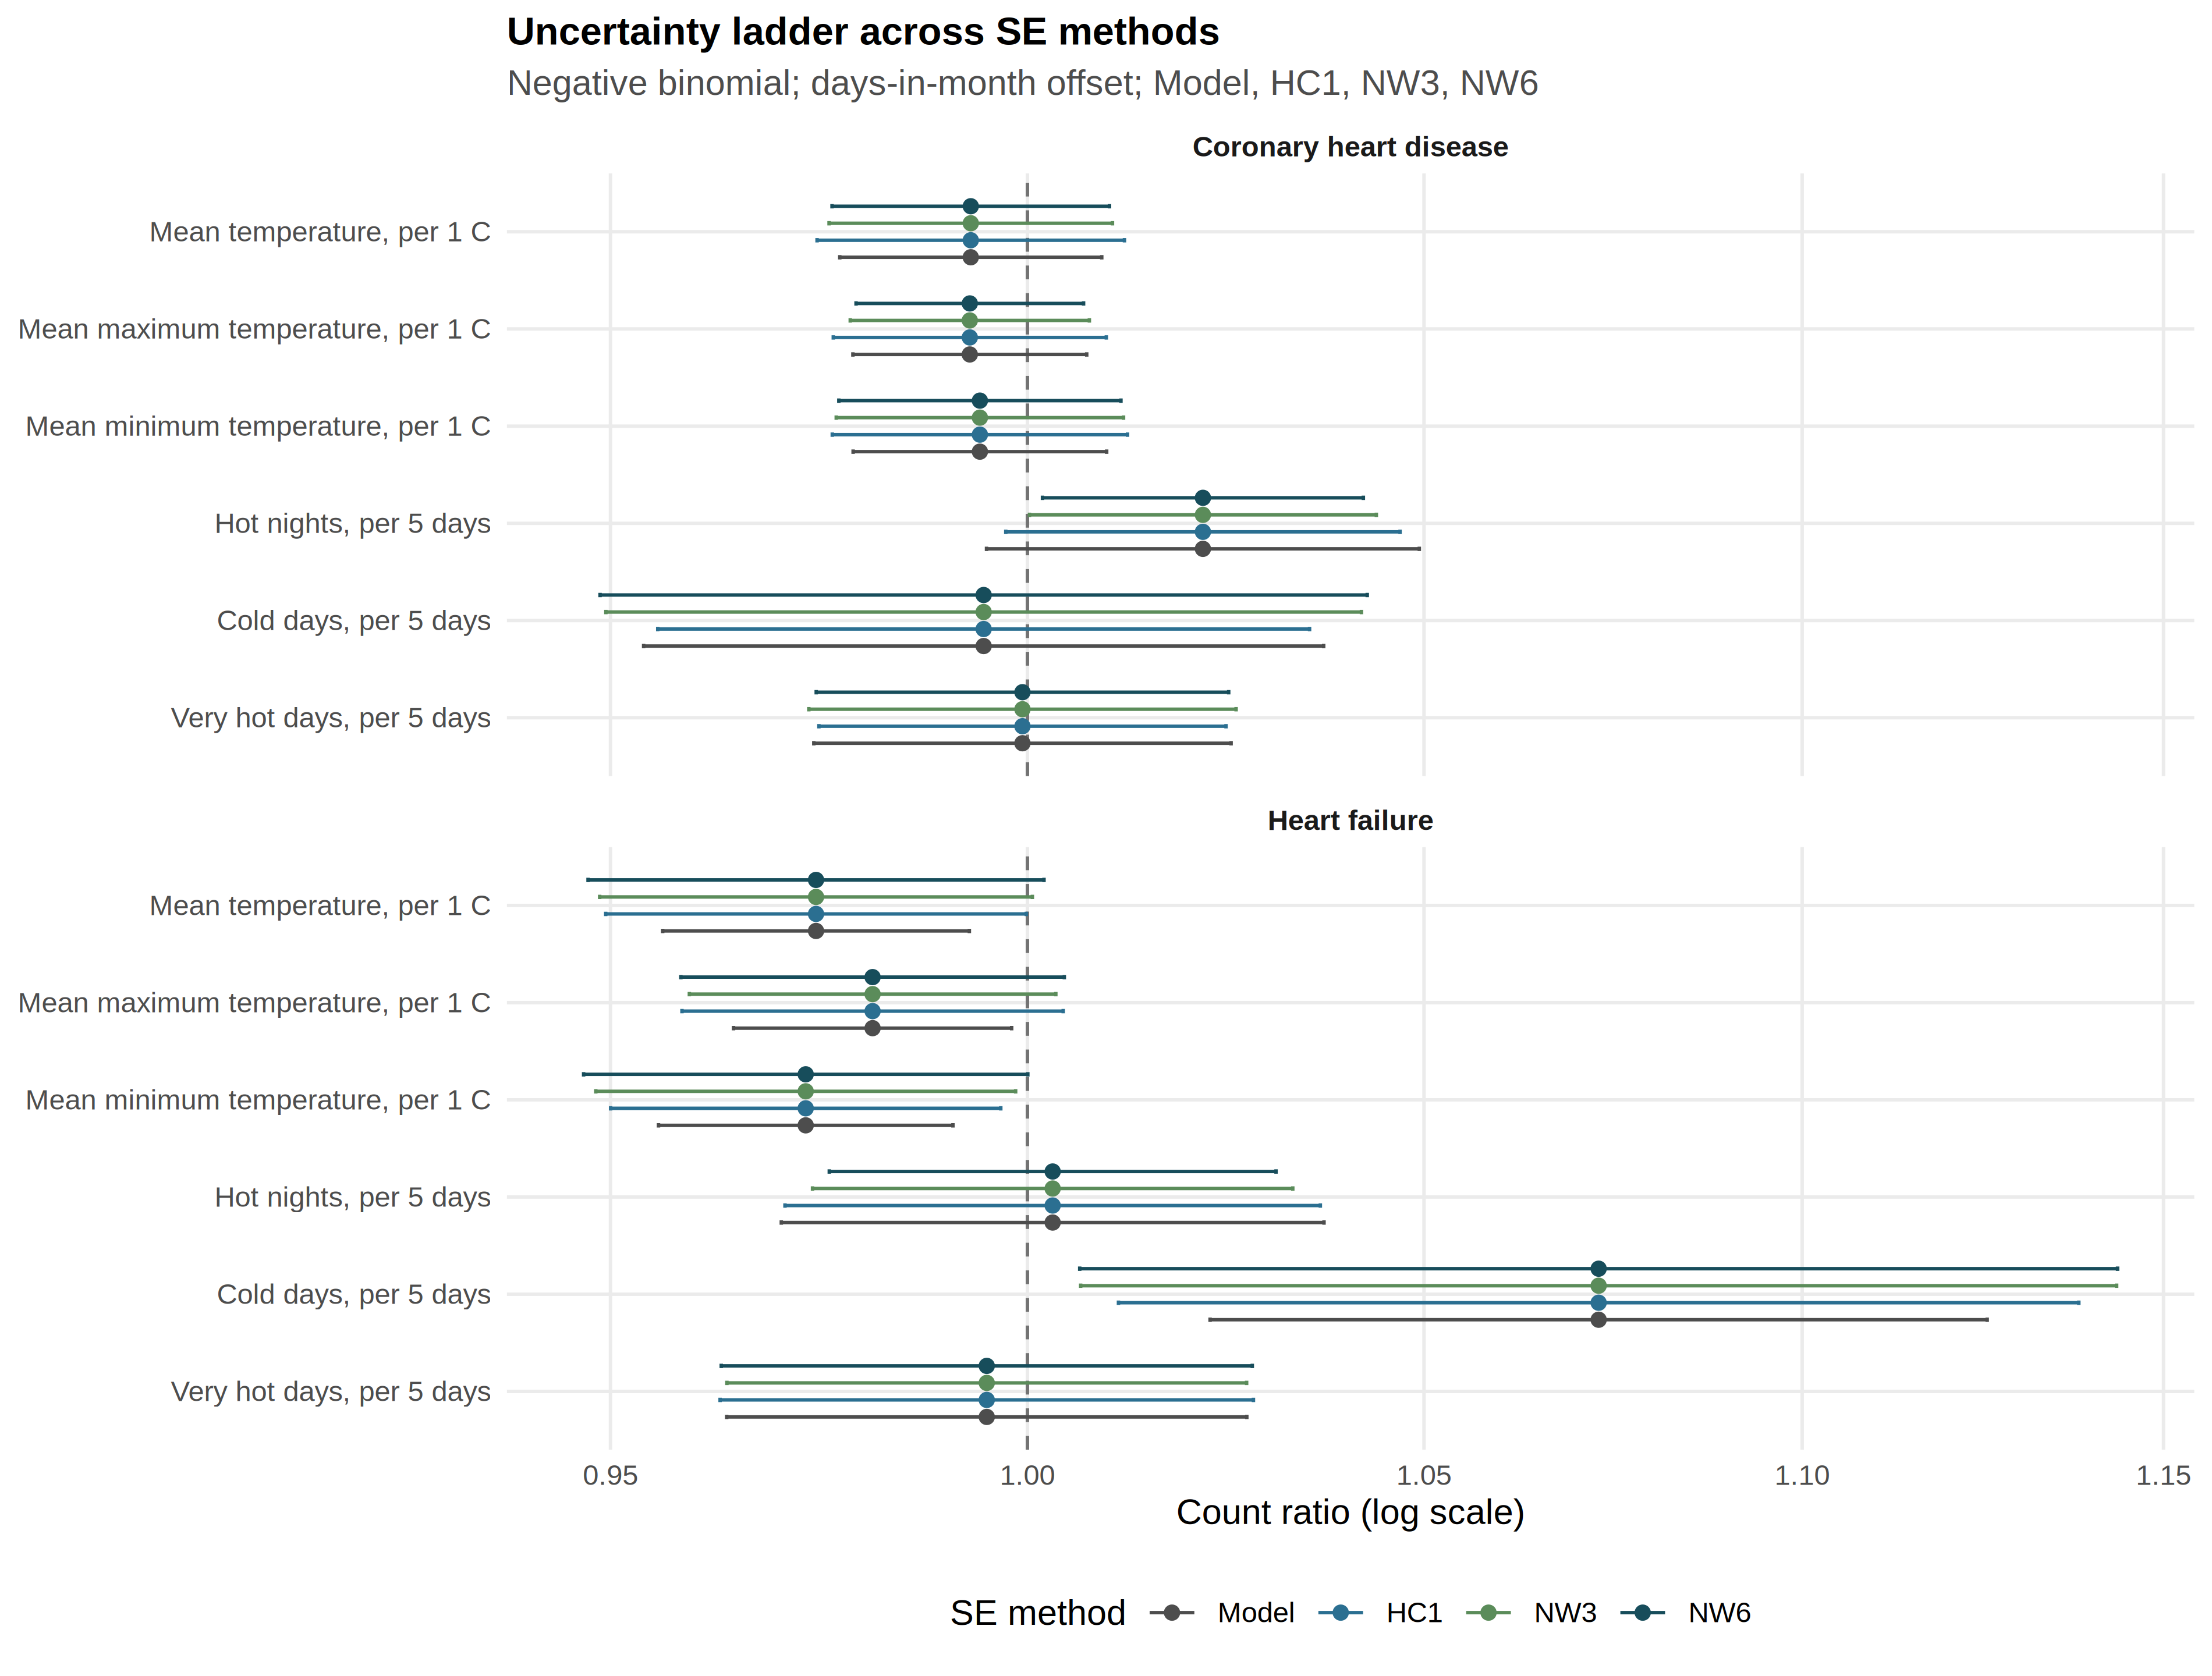 Uncertainty ladder across SE methods
Negative binomial; days-in-month offset; Model, HC1, NW3, NW6
Coronary heart disease
Mean temperature, per 1 C
Mean maximum temperature, per 1 C
Mean minimum temperature, per 1 C
Hot nights, per 5 days
Cold days, per 5 days
Very hot days, per 5 days
Heart failure
Mean temperature, per 1 C
Mean maximum temperature, per 1 C
Mean minimum temperature, per 1 C
Hot nights, per 5 days
Cold days, per 5 days
Very hot days, per 5 days
0.95 1.00 1.05 1.10 1.15
Count ratio (log scale)
SE method Model HC1 NW3 NW6